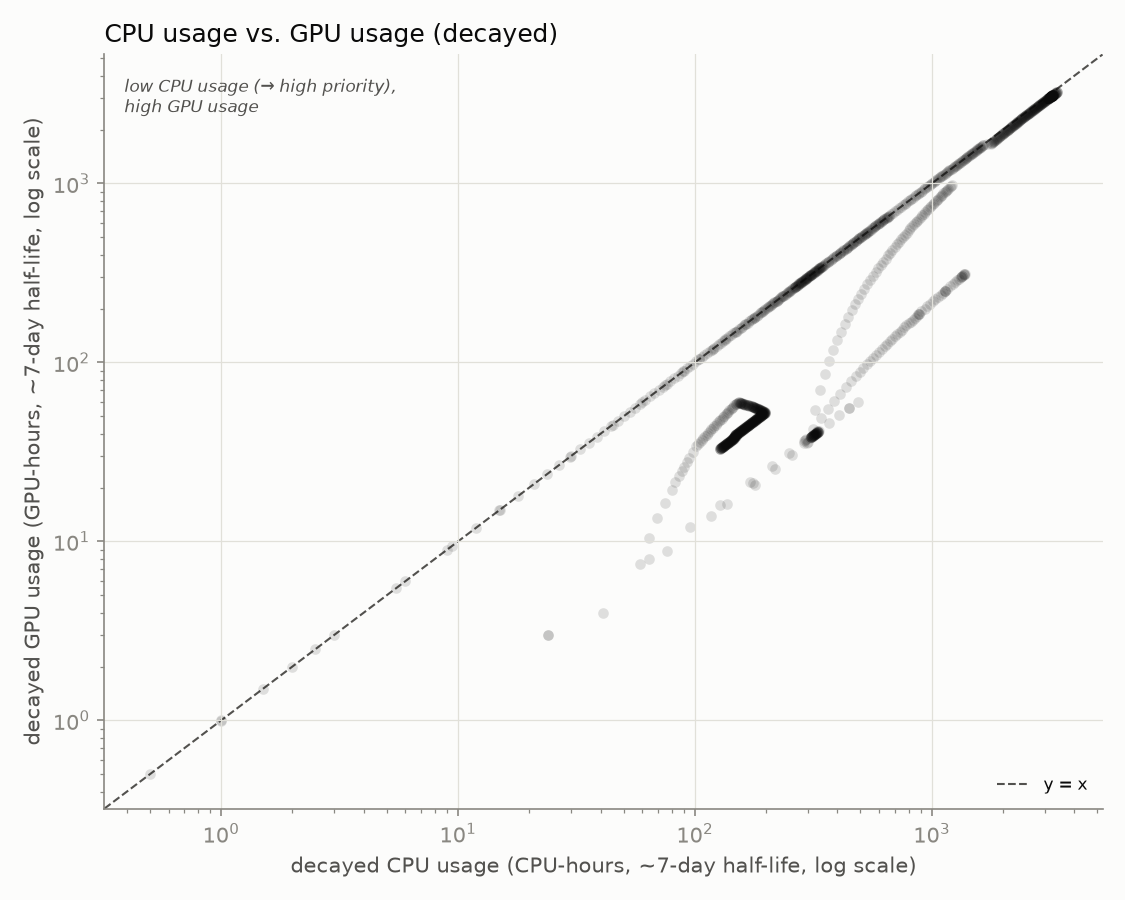 CPU usage vs. GPU usage (decayed)
low CPU usage (→ high priority),
high GPU usage
decayed GPU usage (GPU-hours, ~7-day half-life, log scale)
10³
10²
10¹
10⁰
y = x
10⁰ 10¹ 10² 10³
decayed CPU usage (CPU-hours, ~7-day half-life, log scale)